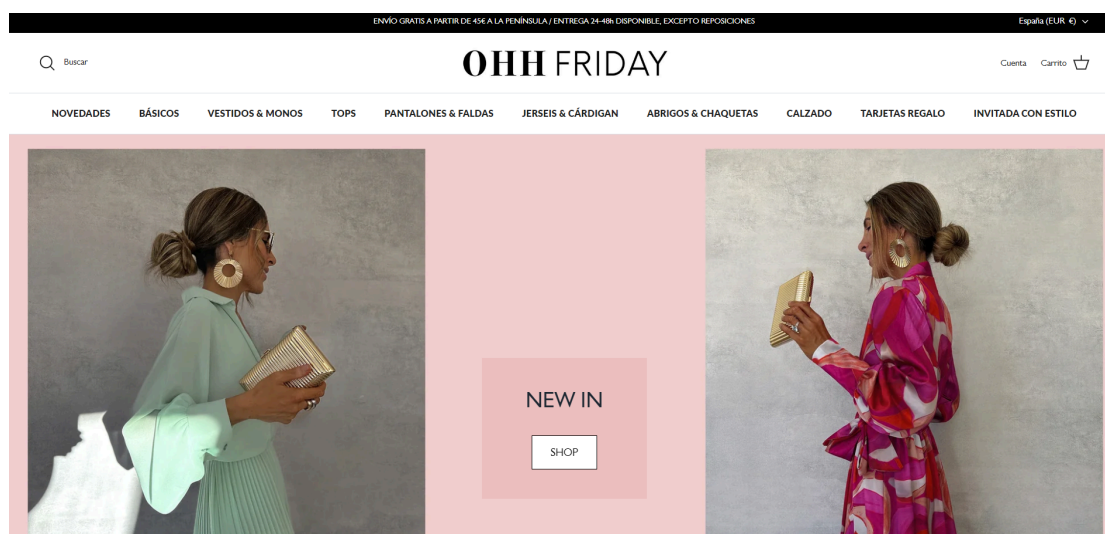 ENVÍO GRATIS A PARTIR DE 45€ A LA PENÍNSULA / ENTREGA 24-48h DISPONIBLE, EXCEPTO REPOSICIONES
España (EUR €)
Buscar
OHH FRIDAY
Cuenta Carrito
NOVEDADES BÁSICOS VESTIDOS & MONOS TOPS PANTALONES & FALDAS JERSEIS & CÁRDIGAN ABRIGOS & CHAQUETAS CALZADO TARJETAS REGALO INVITADA CON ESTILO
NEW IN
SHOP